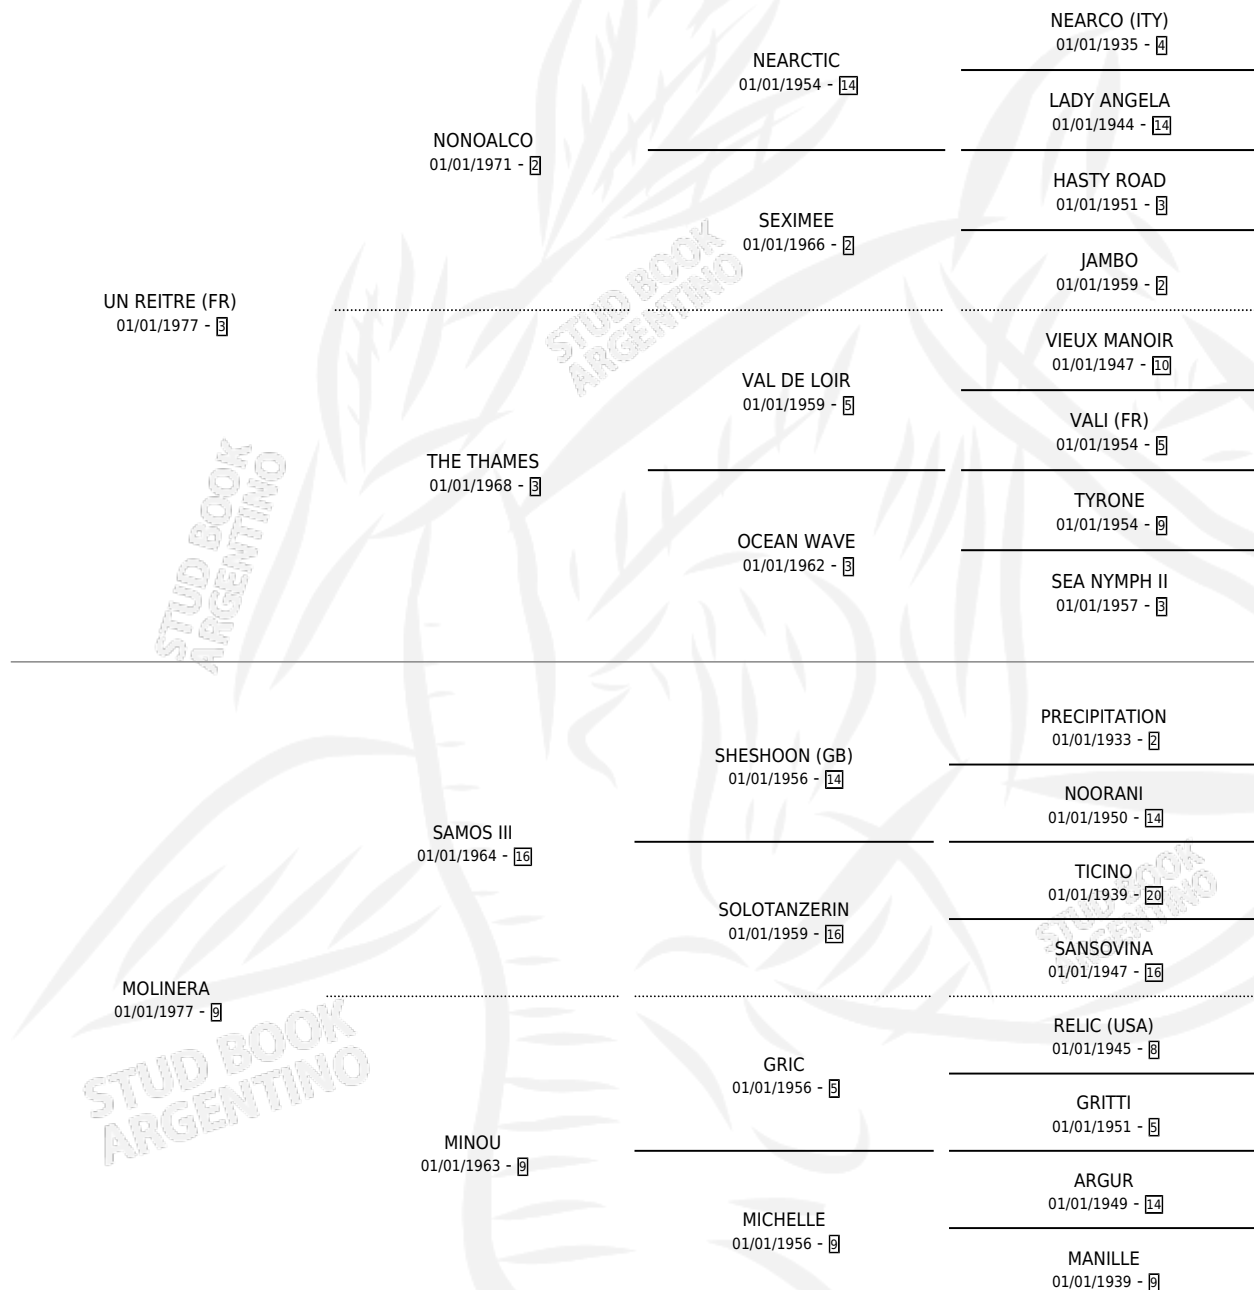 NEARCO (ITY)
01/01/1935 - 4
NEARCTIC
01/01/1954 - 14
LADY ANGELA
01/01/1944 - 14
NONOALCO
01/01/1971 - 2
HASTY ROAD
01/01/1951 - 3
SEXIMEE
01/01/1966 - 2
JAMBO
01/01/1959 - 2
UN REITRE (FR)
01/01/1977 - 3
STUD BOOK
ARGENTINO
VIEUX MANOIR
01/01/1947 - 10
VAL DE LOIR
01/01/1959 - 5
VALI (FR)
01/01/1954 - 5
THE THAMES
01/01/1968 - 3
TYRONE
01/01/1954 - 9
OCEAN WAVE
01/01/1962 - 3
SEA NYMPH II
01/01/1957 - 3
STUD BOOK
ARGENTINO
PRECIPITATION
01/01/1933 - 2
SHESHOON (GB)
01/01/1956 - 14
NOORANI
01/01/1950 - 14
SAMOS III
01/01/1964 - 16
TICINO
01/01/1939 - 20
SOLOTANZERIN
01/01/1959 - 16
SANSOVINA
01/01/1947 - 16
STUD BOOK
ARGENTINO
MOLINERA
01/01/1977 - 9
RELIC (USA)
01/01/1945 - 8
GRIC
01/01/1956 - 5
GRITTI
01/01/1951 - 5
STUD BOOK
ARGENTINO
MINOU
01/01/1963 - 9
ARGUR
01/01/1949 - 14
MICHELLE
01/01/1956 - 9
MANILLE
01/01/1939 - 9